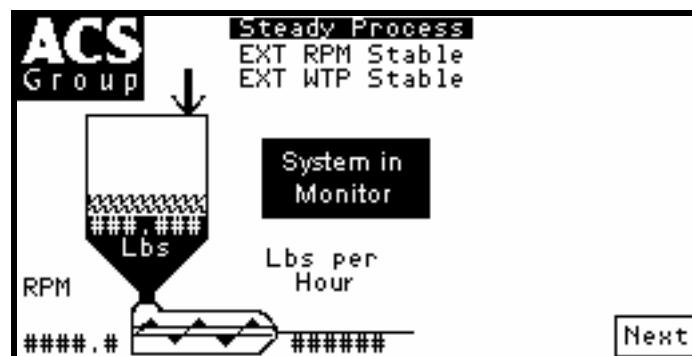 ACS
Group
Steady Process
EXT RPM Stable
EXT WTP Stable
System in
Monitor
###.###
Lbs
Lbs per
Hour
RPM
####.#
######
Next